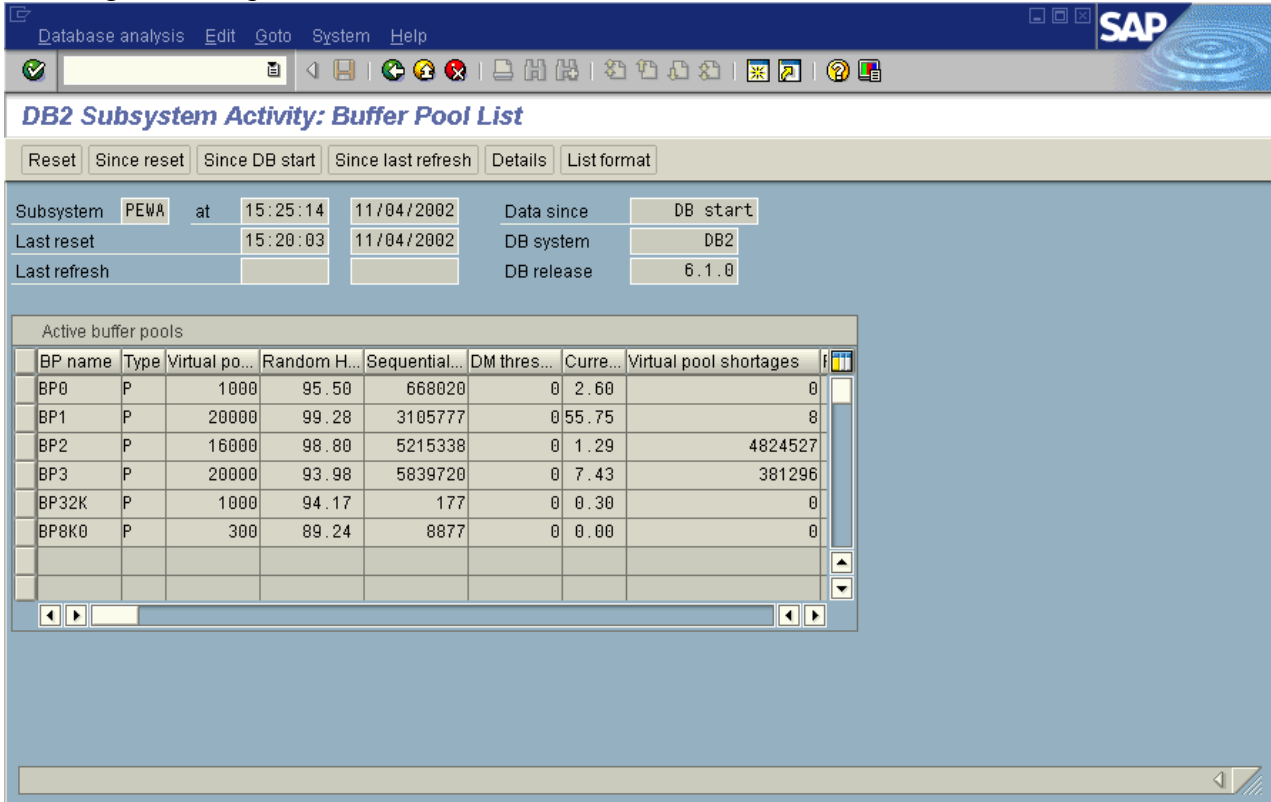 Database analysis Edit Goto System Help
SAP
DB2 Subsystem Activity: Buffer Pool List
Reset Since reset Since DB start Since last refresh Details List format
Subsystem PEWA at 15:25:14 11/04/2002 Data since DB start
Last reset 15:20:03 11/04/2002 DB system DB2
Last refresh DB release 6.1.0
Active buffer pools
BP name Type Virtual po... Random H... Sequential... DM thres... Curre... Virtual pool shortages
BP0 P 1000 95.50 668020 0 2.60 0
BP1 P 20000 99.28 3105777 0 55.75 8
BP2 P 16000 98.80 5215338 0 1.29 4824527
BP3 P 20000 93.98 5839720 0 7.43 381296
BP32K P 1000 94.17 177 0 0.30 0
BP8K0 P 300 89.24 8877 0 0.00 0